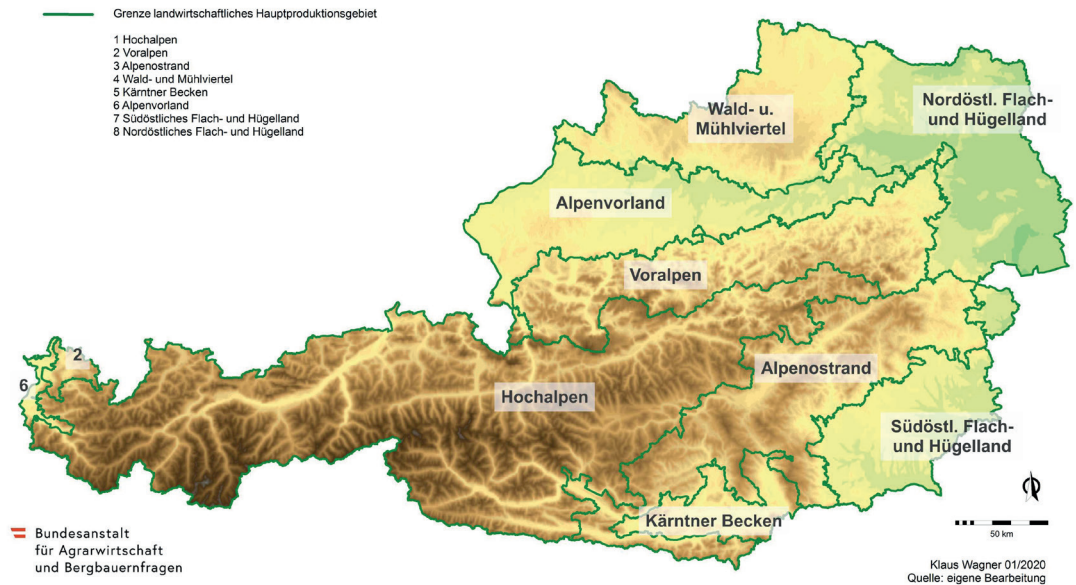 Grenze landwirtschaftliches Hauptproduktionsgebiet
1 Hochalpen
2 Voralpen
3 Alpenostrand
4 Wald- und Mühlviertel
5 Kärntner Becken
6 Alpenvorland
7 Südöstliches Flach- und Hügelland
8 Nordöstliches Flach- und Hügelland
Wald- u.
Mühlviertel
Nordöstl. Flach-
und Hügelland
Alpenvorland
Voralpen
2
6
Alpenostrand
Hochalpen
Südöstl. Flach-
und Hügelland
Kärntner Becken
50 km
Bundesanstalt
für Agrarwirtschaft
und Bergbauernfragen
Klaus Wagner 01/2020
Quelle: eigene Bearbeitung